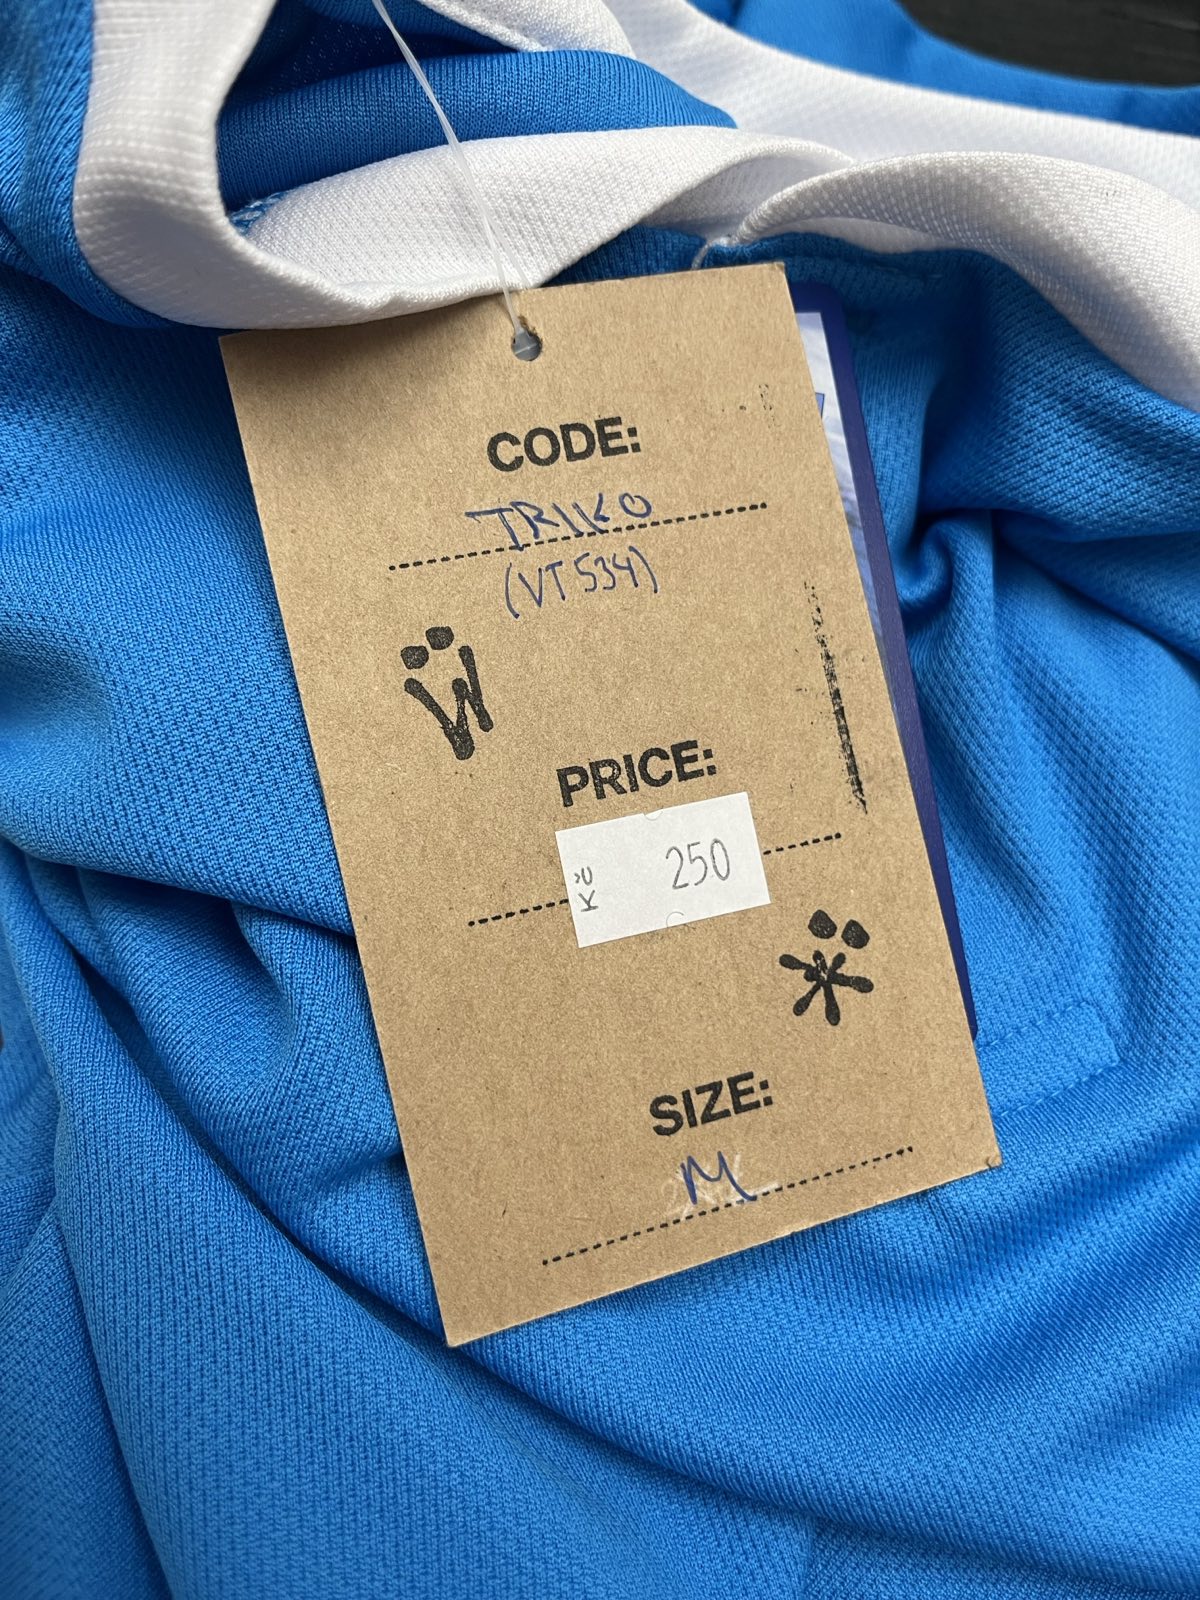 CODE:
TRIKO
(VT534)
Ẅ
PRICE:
Kč 250
SIZE:
M